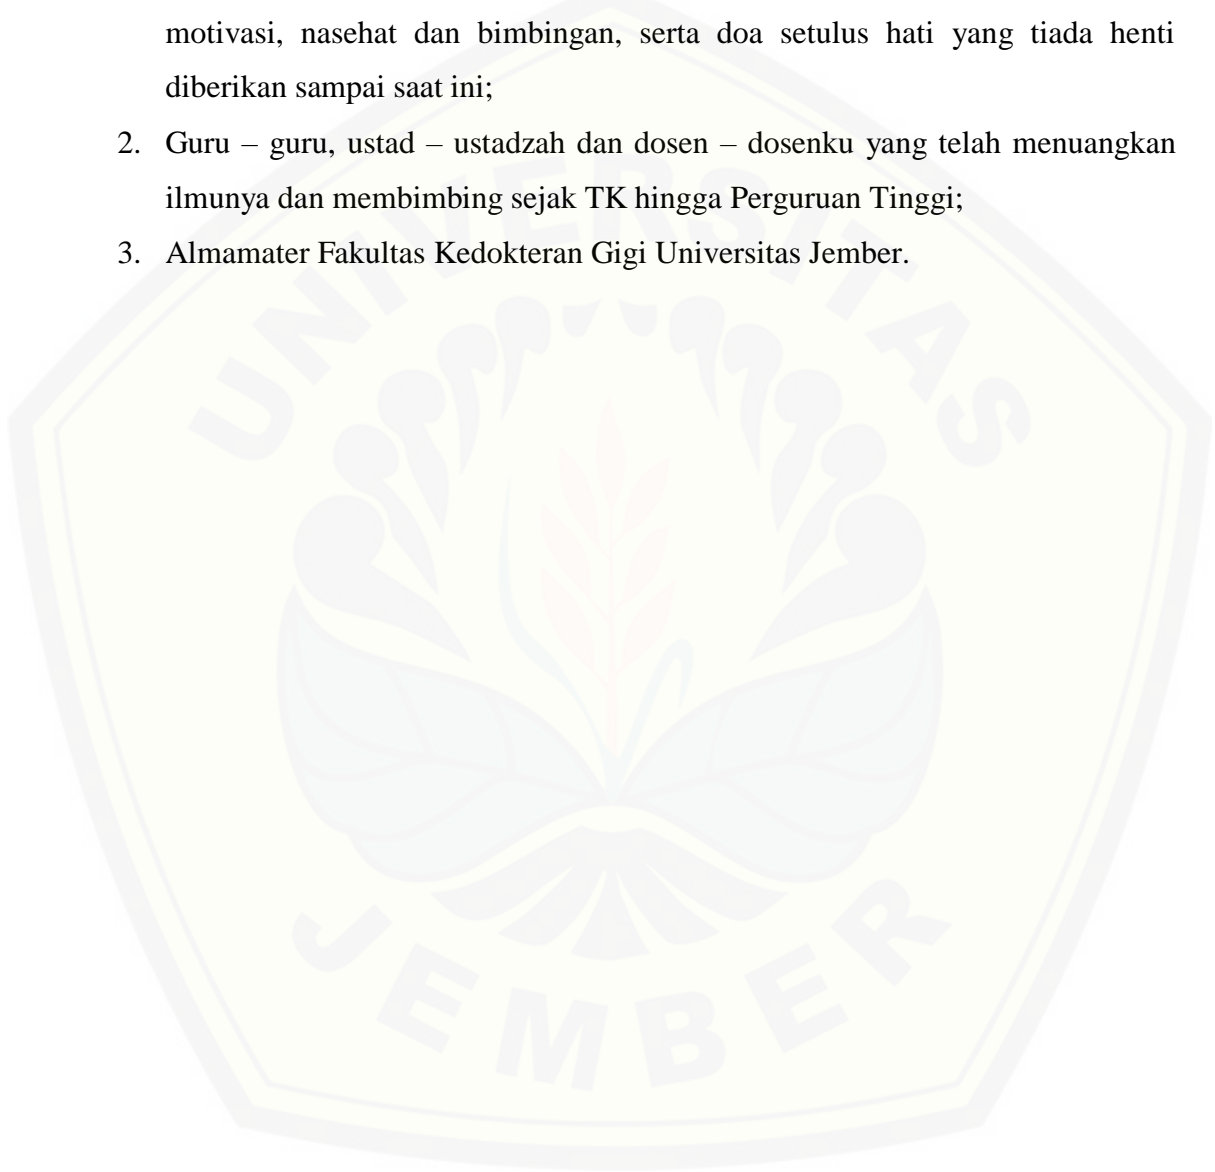 motivasi, nasehat dan bimbingan, serta doa setulus hati yang tiada henti
diberikan sampai saat ini;
2. Guru – guru, ustad – ustadzah dan dosen – dosenku yang telah menuangkan
ilmunya dan membimbing sejak TK hingga Perguruan Tinggi;
3. Almamater Fakultas Kedokteran Gigi Universitas Jember.
UNIVERSITAS
JEMBER